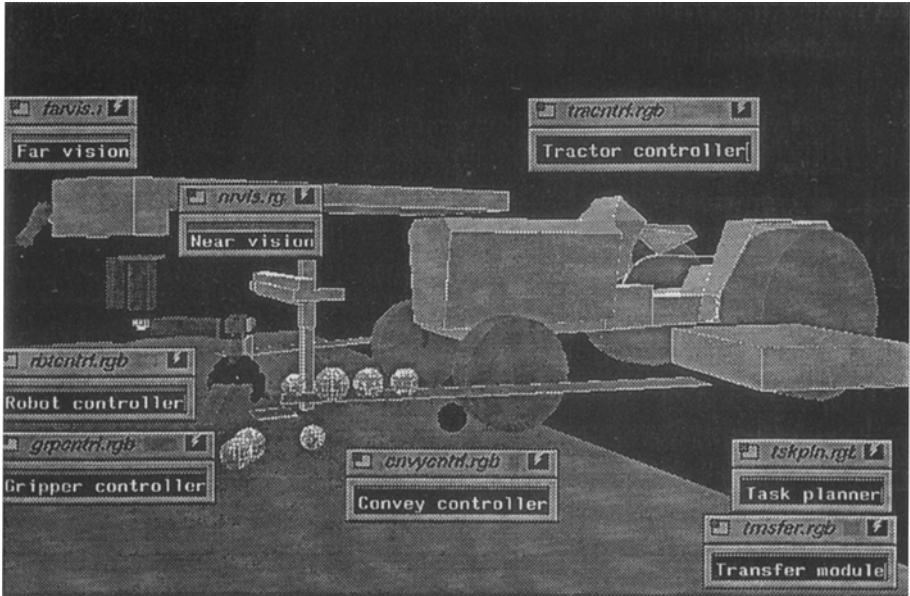 farvis.r
Far vision
tracntrl.rgb
Tractor controller
nrvis.rg
Near vision
rbtcntrl.rgb
Robot controller
grpcntrl.rgb
Gripper controller
cnvycntrl.rgb
Convey controller
tskpln.rgb
Task planner
trnsfer.rgb
Transfer module